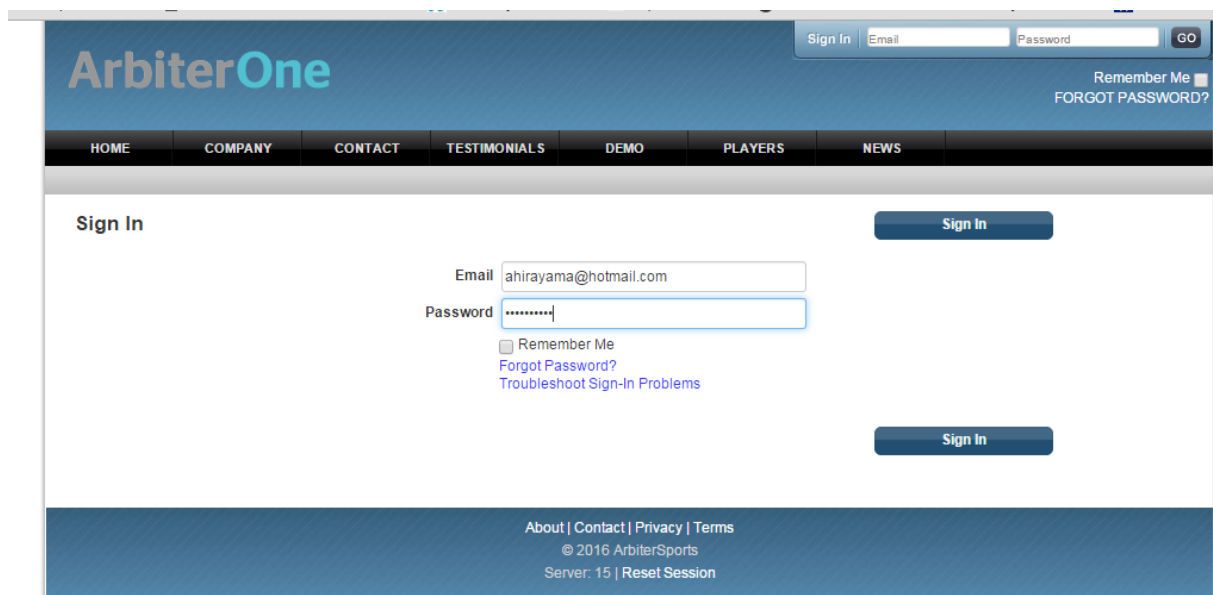 Sign In Email Password GO
ArbiterOne
Remember Me
FORGOT PASSWORD?
HOME COMPANY CONTACT TESTIMONIALS DEMO PLAYERS NEWS
Sign In Sign In
Email ahirayama@hotmail.com
Password ••••••••••
Remember Me
Forgot Password?
Troubleshoot Sign-In Problems
Sign In
About | Contact | Privacy | Terms
© 2016 ArbiterSports
Server: 15 | Reset Session